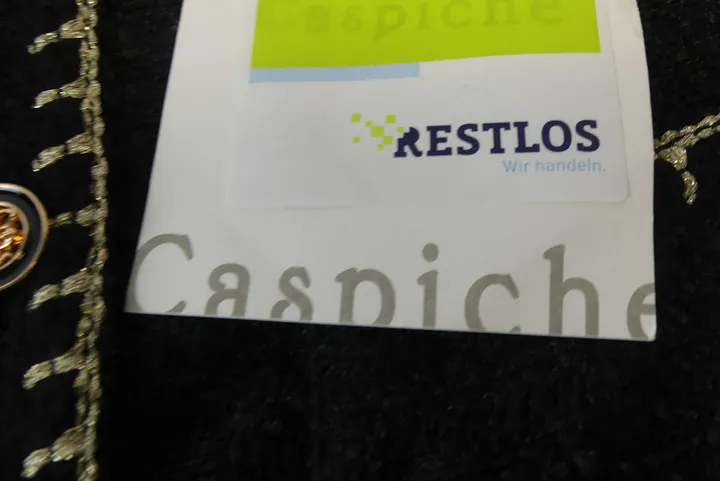 Caspiche
RESTLOS
Wir handeln.
Caspiche